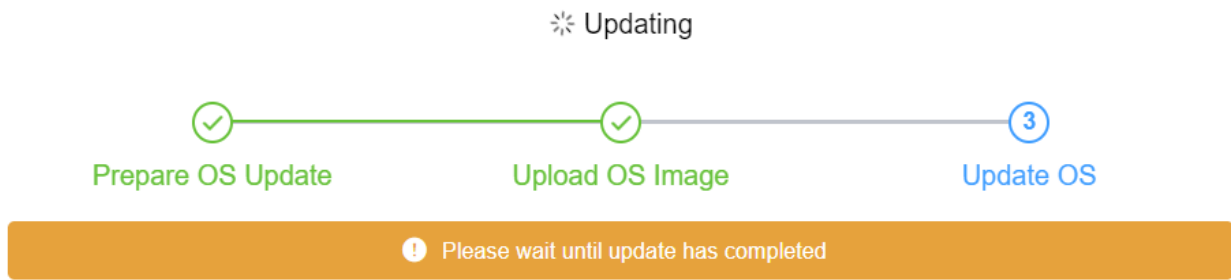 Updating
3
Prepare OS Update
Upload OS Image
Update OS
Please wait until update has completed